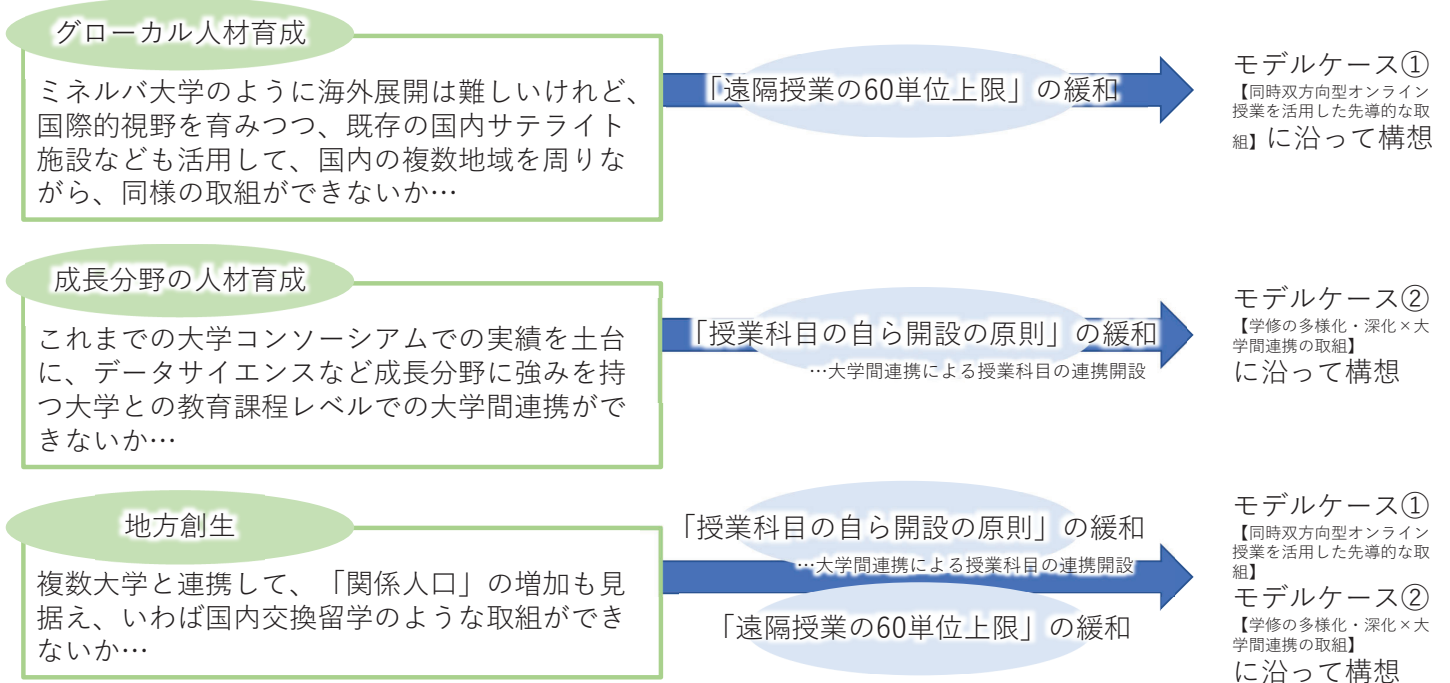 グローカル人材育成
ミネルバ大学のように海外展開は難しいけれど、
国際的視野を育みつつ、既存の国内サテライト
施設なども活用して、国内の複数地域を周りな
がら、同様の取組ができないか…
「遠隔授業の60単位上限」の緩和
モデルケース①
【同時双方向型オンライン
授業を活用した先導的な取
組】に沿って構想
成長分野の人材育成
これまでの大学コンソーシアムでの実績を土台
に、データサイエンスなど成長分野に強みを持
つ大学との教育課程レベルでの大学間連携がで
きないか…
「授業科目の自ら開設の原則」の緩和
…大学間連携による授業科目の連携開設
モデルケース②
【学修の多様化・深化×大
学間連携の取組】
に沿って構想
地方創生
複数大学と連携して、「関係人口」の増加も見
据え、いわば国内交換留学のような取組ができ
ないか…
「授業科目の自ら開設の原則」の緩和
…大学間連携による授業科目の連携開設
「遠隔授業の60単位上限」の緩和
モデルケース①
【同時双方向型オンライン
授業を活用した先導的な取
組】
モデルケース②
【学修の多様化・深化×大
学間連携の取組】
に沿って構想